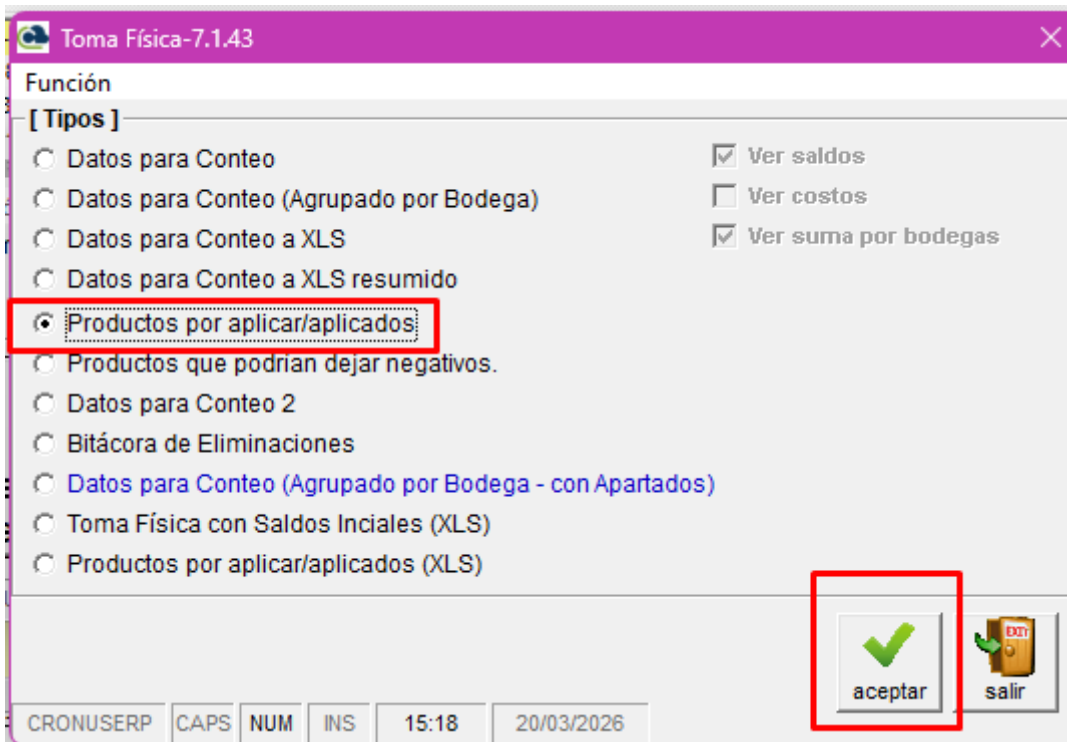 Toma Física-7.1.43
Función
[ Tipos ]
Datos para Conteo
Ver saldos
Datos para Conteo (Agrupado por Bodega)
Ver costos
Datos para Conteo a XLS
Ver suma por bodegas
Datos para Conteo a XLS resumido
Productos por aplicar/aplicados
Productos que podrían dejar negativos.
Datos para Conteo 2
Bitácora de Eliminaciones
Datos para Conteo (Agrupado por Bodega - con Apartados)
Toma Física con Saldos Inciales (XLS)
Productos por aplicar/aplicados (XLS)
EXIT
aceptar
salir
CRONUSERP
CAPS
NUM
INS
15:18
20/03/2026